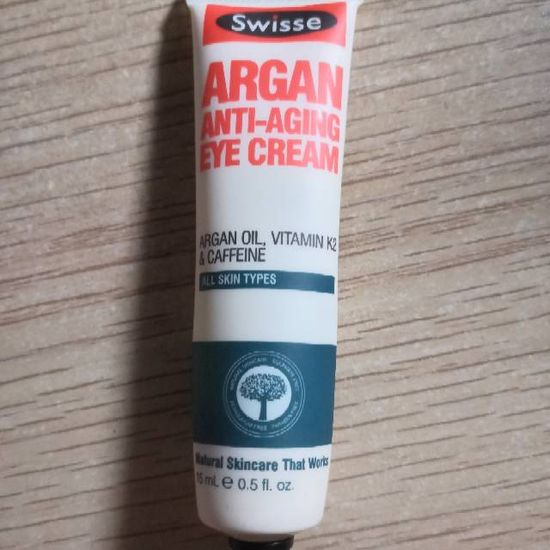 Swisse
ARGAN
ANTI-AGING
EYE CREAM
ARGAN OIL, VITAMIN K2
& CAFFEINE
ALL SKIN TYPES
Natural Skincare That Works
15 mL e 0.5 fl. oz.